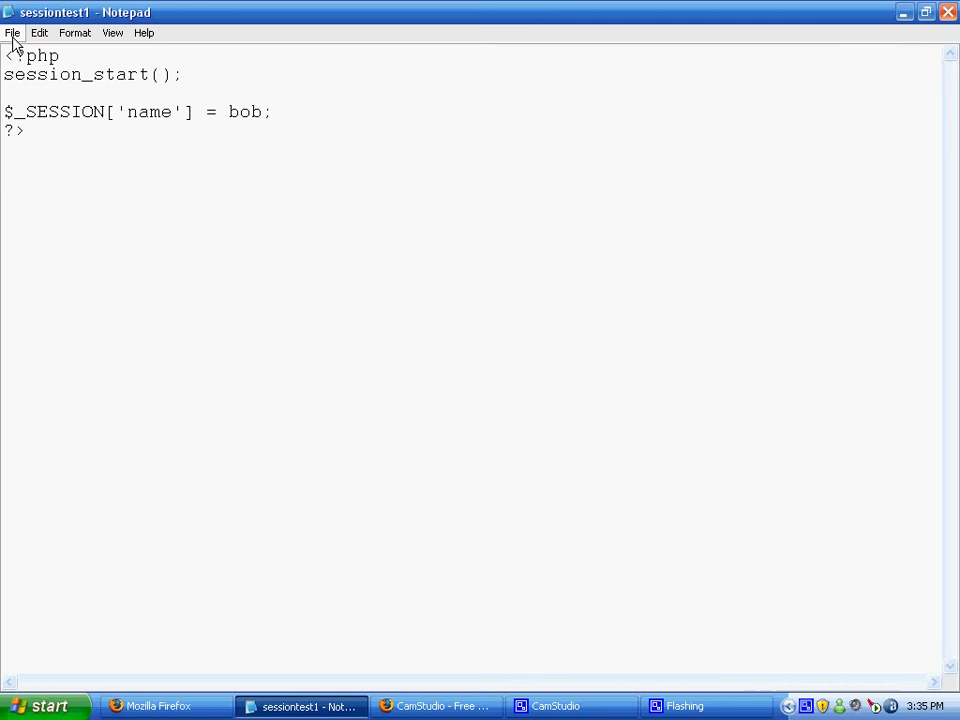 sessiontest1 - Notepad
File Edit Format View Help
<?php
session_start();
$_SESSION['name'] = bob;
?>
start Mozilla Firefox sessiontest1 - Not... CamStudio - Free ... CamStudio Flashing 3:35 PM